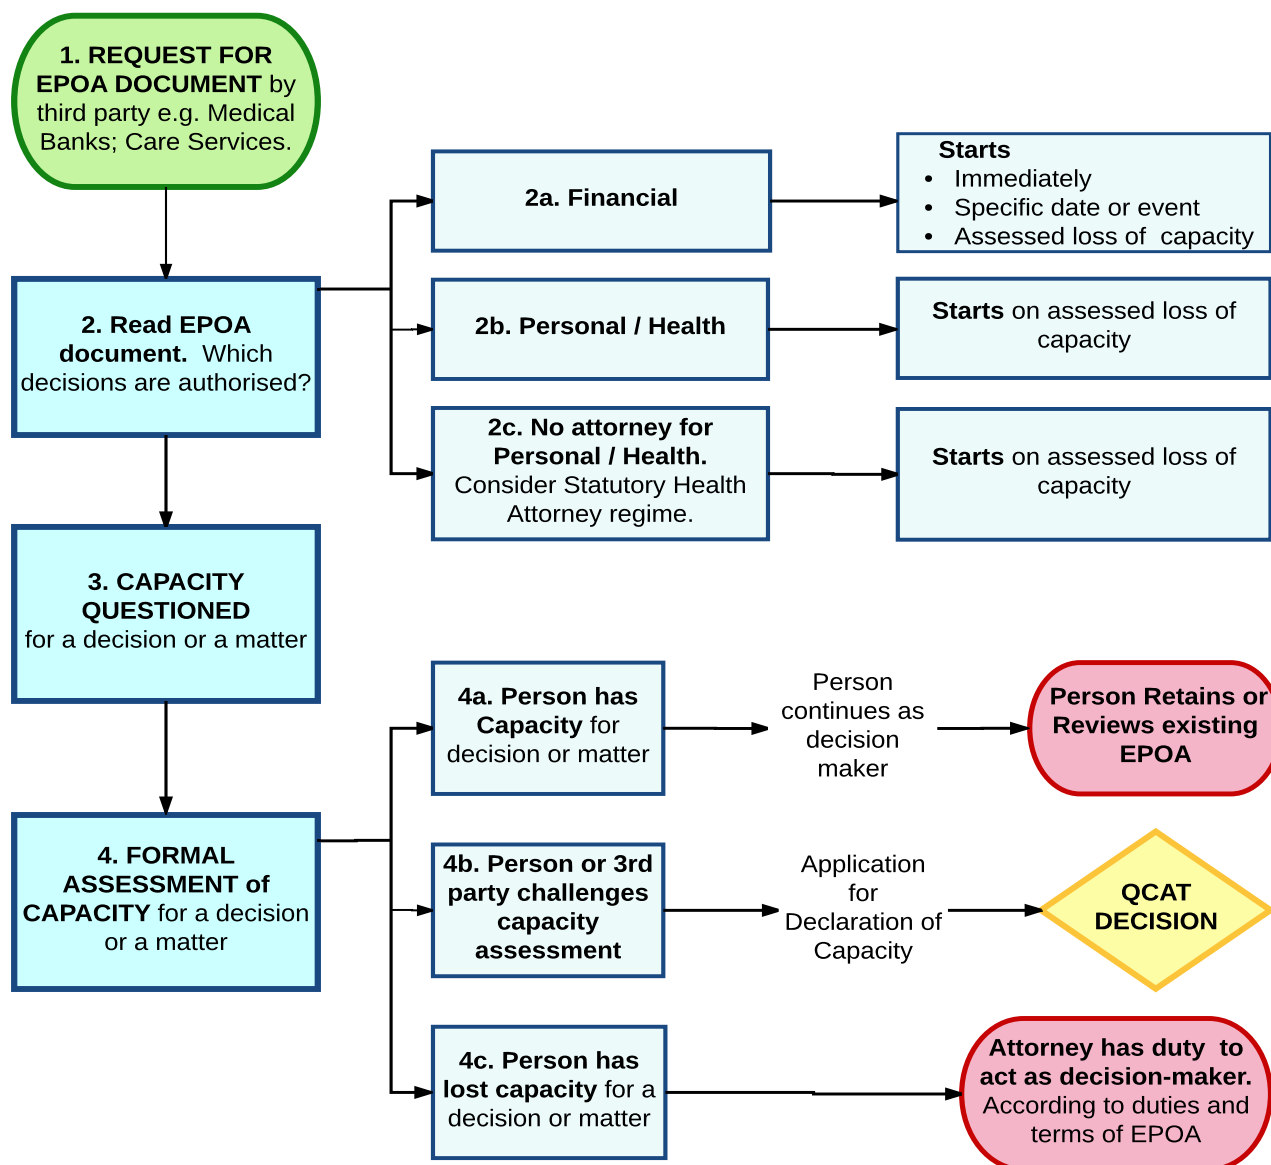 1. REQUEST FOR
EPOA DOCUMENT by
third party e.g. Medical
Banks; Care Services.
2. Read EPOA
document.  Which
decisions are authorised?
2a. Financial
Starts
• Immediately
• Specific date or event
• Assessed loss of  capacity
2b. Personal / Health
Starts on assessed loss of
capacity
2c. No attorney for
Personal / Health.
Consider Statutory Health
Attorney regime.
Starts on assessed loss of
capacity
3. CAPACITY
QUESTIONED
for a decision or a matter
4. FORMAL
ASSESSMENT of
CAPACITY for a decision
or a matter
4a. Person has
Capacity for
decision or matter
Person
continues as
decision
maker
Person Retains or
Reviews existing
EPOA
4b. Person or 3rd
party challenges
capacity
assessment
Application
for
Declaration of
Capacity
QCAT
DECISION
4c. Person has
lost capacity for a
decision or matter
Attorney has duty  to
act as decision-maker.
According to duties and
terms of EPOA